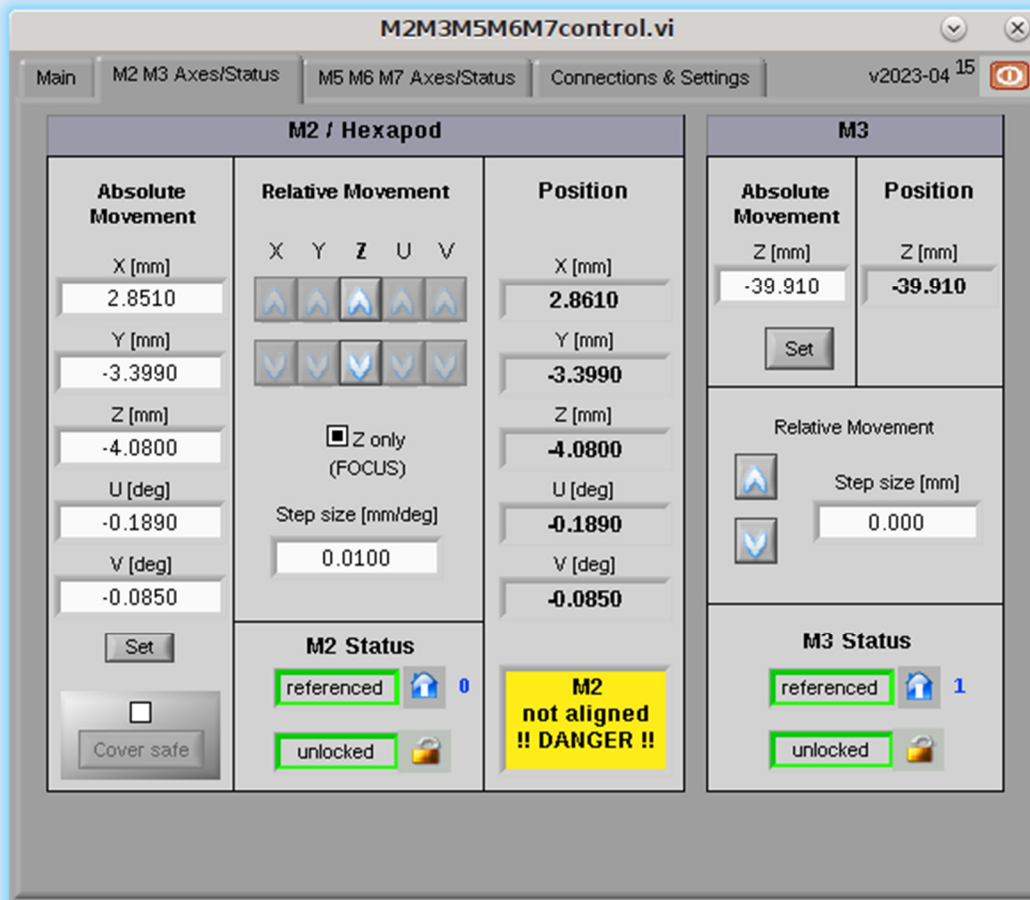 M2M3M5M6M7control.vi
Main
M2 M3 Axes/Status
M5 M6 M7 Axes/Status
Connections & Settings
v2023-04 15
M2 / Hexapod
Absolute
Movement
X [mm]
2.8510
Y [mm]
-3.3990
Z [mm]
-4.0800
U [deg]
-0.1890
V [deg]
-0.0850
Set
Cover safe
Relative Movement
X Y Z U V
Z only
(FOCUS)
Step size [mm/deg]
0.0100
M2 Status
referenced
0
unlocked
Position
X [mm]
2.8610
Y [mm]
-3.3990
Z [mm]
-4.0800
U [deg]
-0.1890
V [deg]
-0.0850
M2
not aligned
!! DANGER !!
M3
Absolute
Movement
Z [mm]
-39.910
Set
Position
Z [mm]
-39.910
Relative Movement
Step size [mm]
0.000
M3 Status
referenced
1
unlocked